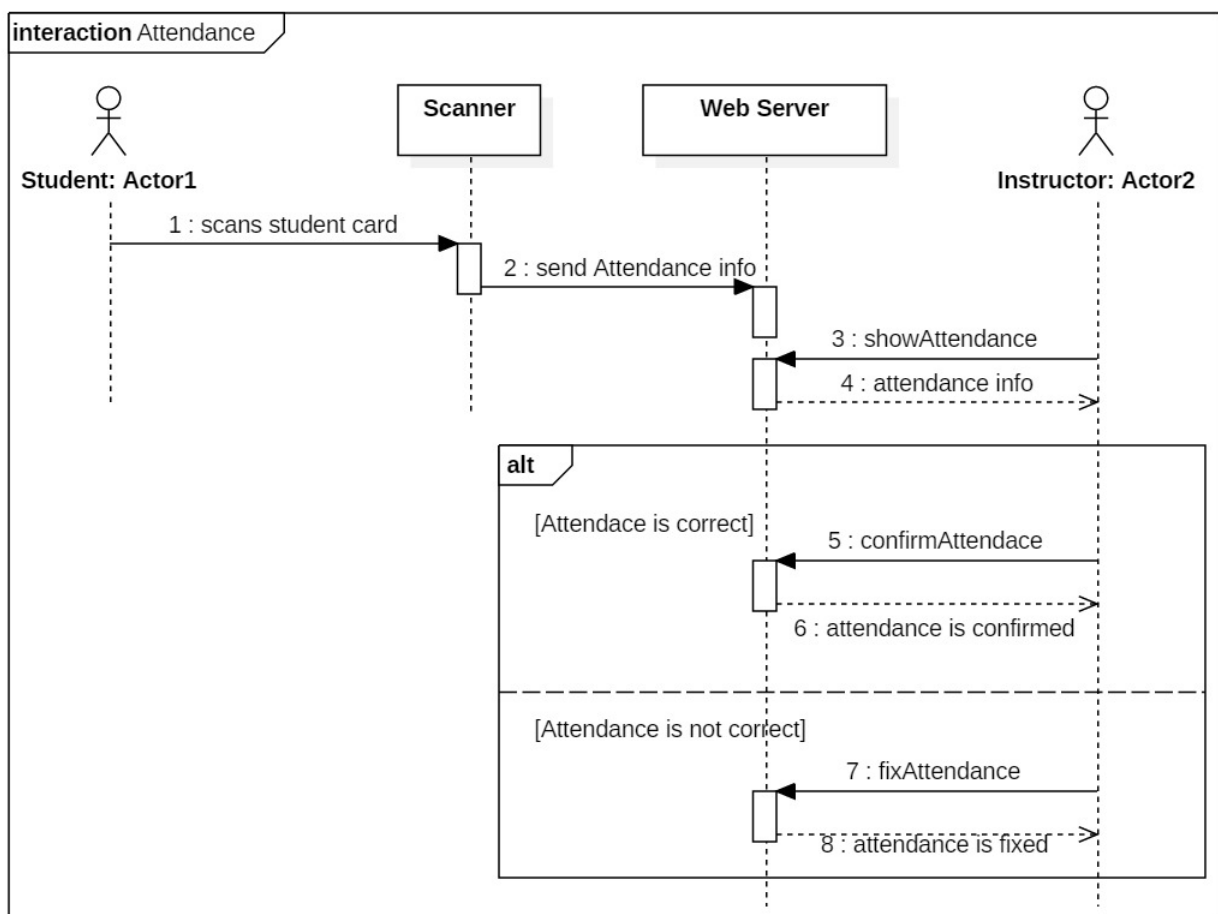 interaction Attendance
Scanner
Web Server
Student: Actor1
Instructor: Actor2
1 : scans student card
2 : send Attendance info
3 : showAttendance
4 : attendance info
alt
[Attendace is correct]
5 : confirmAttendace
6 : attendance is confirmed
[Attendance is not correct]
7 : fixAttendance
8 : attendance is fixed